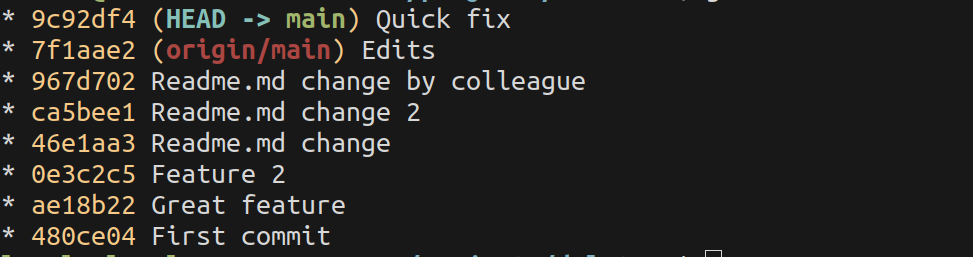 * 9c92df4 (HEAD -> main) Quick fix
* 7f1aae2 (origin/main) Edits
* 967d702 Readme.md change by colleague
* ca5bee1 Readme.md change 2
* 46e1aa3 Readme.md change
* 0e3c2c5 Feature 2
* ae18b22 Great feature
* 480ce04 First commit